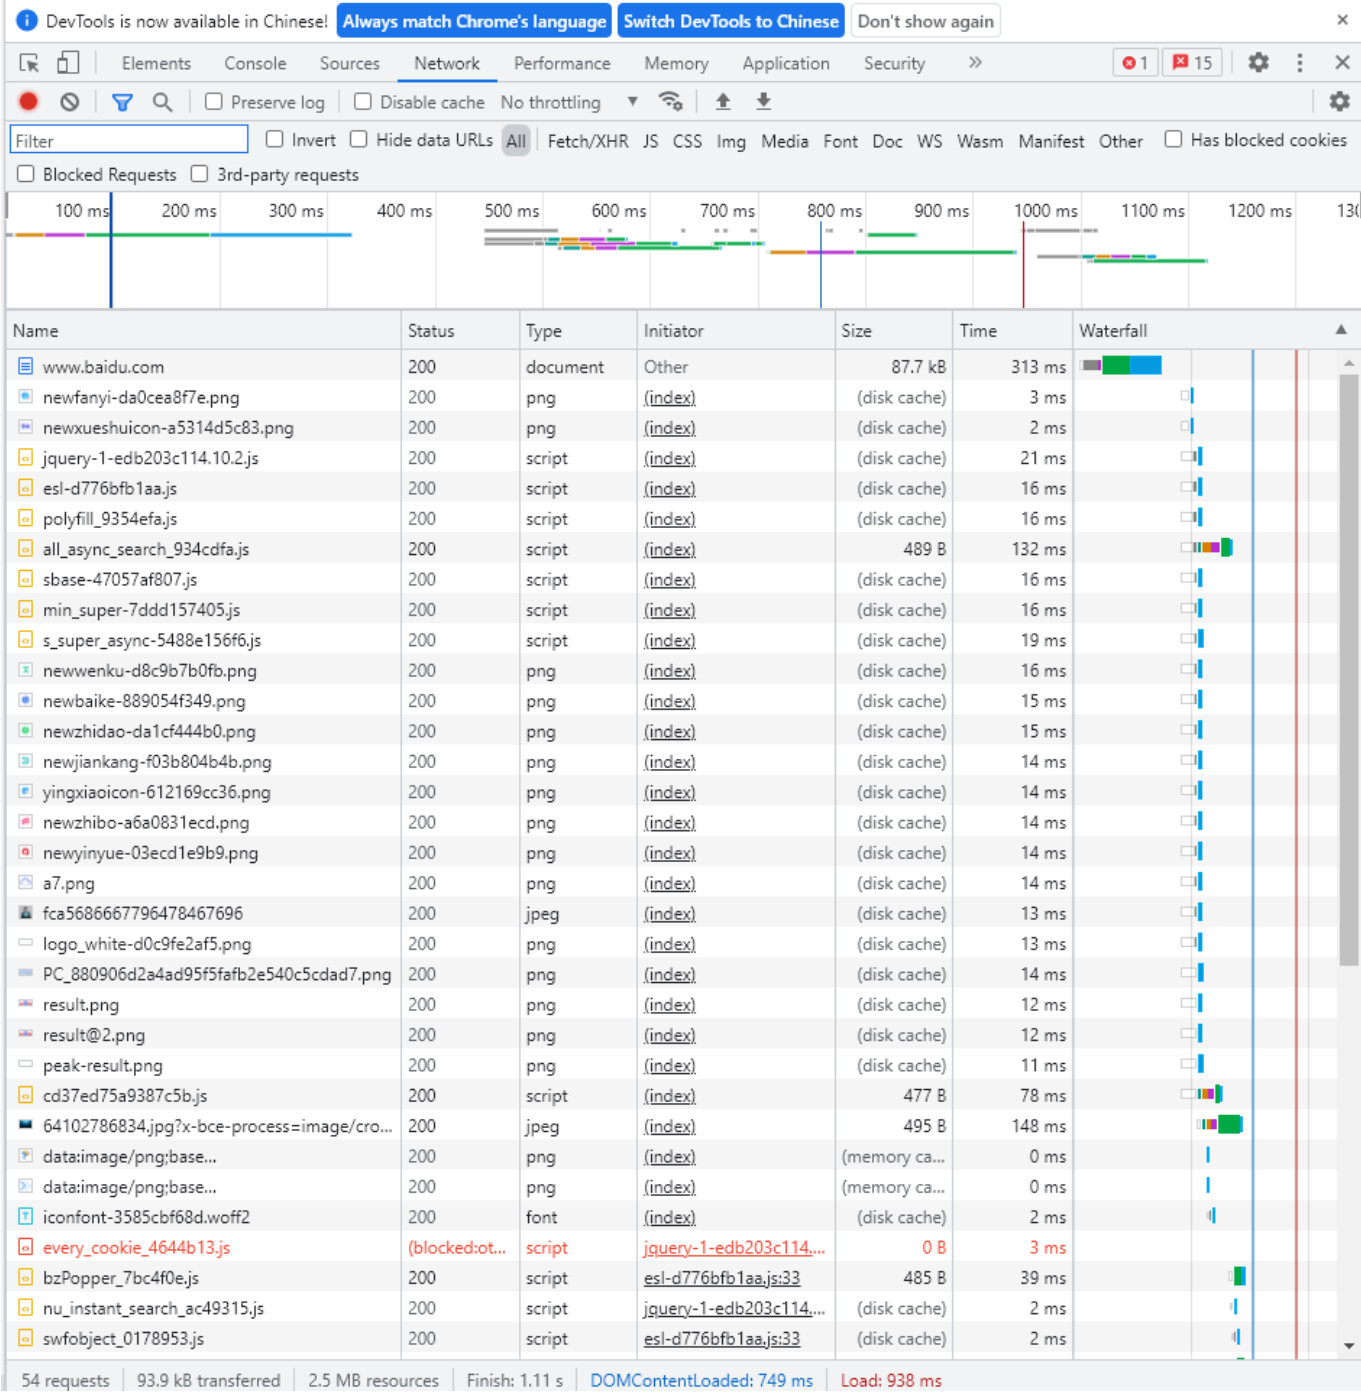 DevTools is now available in Chinese! Always match Chrome's language Switch DevTools to Chinese Don't show again
Elements Console Sources Network Performance Memory Application Security » 1 15
Preserve log Disable cache No throttling
Filter Invert Hide data URLs All Fetch/XHR JS CSS Img Media Font Doc WS Wasm Manifest Other Has blocked cookies
Blocked Requests 3rd-party requests
100 ms 200 ms 300 ms 400 ms 500 ms 600 ms 700 ms 800 ms 900 ms 1000 ms 1100 ms 1200 ms
Name Status Type Initiator Size Time Waterfall
www.baidu.com 200 document Other 87.7 kB 313 ms
newfanyi-da0cea8f7e.png 200 png (index) (disk cache) 3 ms
newxueshuicon-a5314d5c83.png 200 png (index) (disk cache) 2 ms
jquery-1-edb203c114.10.2.js 200 script (index) (disk cache) 21 ms
esl-d776bfb1aa.js 200 script (index) (disk cache) 16 ms
polyfill_9354efa.js 200 script (index) (disk cache) 16 ms
all_async_search_934cdfa.js 200 script (index) 489 B 132 ms
sbase-47057af807.js 200 script (index) (disk cache) 16 ms
min_super-7ddd157405.js 200 script (index) (disk cache) 16 ms
s_super_async-5488e156f6.js 200 script (index) (disk cache) 19 ms
newwenku-d8c9b7b0fb.png 200 png (index) (disk cache) 16 ms
newbaike-889054f349.png 200 png (index) (disk cache) 15 ms
newzhidao-da1cf444b0.png 200 png (index) (disk cache) 15 ms
newjiankang-f03b804b4b.png 200 png (index) (disk cache) 14 ms
yingxiaoicon-612169cc36.png 200 png (index) (disk cache) 14 ms
newzhibo-a6a0831ecd.png 200 png (index) (disk cache) 14 ms
newyinyue-03ecd1e9b9.png 200 png (index) (disk cache) 14 ms
a7.png 200 png (index) (disk cache) 14 ms
fca5686667796478467696 200 jpeg (index) (disk cache) 13 ms
logo_white-d0c9fe2af5.png 200 png (index) (disk cache) 13 ms
PC_880906d2a4ad95f5fafb2e540c5cdad7.png 200 png (index) (disk cache) 14 ms
result.png 200 png (index) (disk cache) 12 ms
result@2.png 200 png (index) (disk cache) 12 ms
peak-result.png 200 png (index) (disk cache) 11 ms
cd37ed75a9387c5b.js 200 script (index) 477 B 78 ms
64102786834.jpg?x-bce-process=image/cro... 200 jpeg (index) 495 B 148 ms
data:image/png;base... 200 png (index) (memory ca... 0 ms
data:image/png;base... 200 png (index) (memory ca... 0 ms
iconfont-3585cbf68d.woff2 200 font (index) (disk cache) 2 ms
every_cookie_4644b13.js (blocked:ot... script jquery-1-edb203c114.... 0 B 3 ms
bzPopper_7bc4f0e.js 200 script esl-d776bfb1aa.js:33 485 B 39 ms
nu_instant_search_ac49315.js 200 script jquery-1-edb203c114.... (disk cache) 2 ms
swfobject_0178953.js 200 script esl-d776bfb1aa.js:33 (disk cache) 2 ms
54 requests 93.9 kB transferred 2.5 MB resources Finish: 1.11 s DOMContentLoaded: 749 ms Load: 938 ms